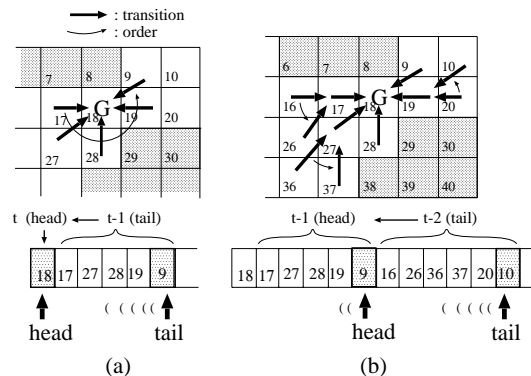 : transition
: order
7 8 9 10
G
17 18 19 20
27 28 29 30
t (head) t-1 (tail)
18 17 27 28 19 9
( ( ( ( (
head tail
(a)
6 7 8 9 10
G
16 17 18 19 20
26 27 28 29 30
36 37 38 39 40
t-1 (head) t-2 (tail)
18 17 27 28 19 9 16 26 36 37 20 10
( ( ( ( ( ( (
head tail
(b)